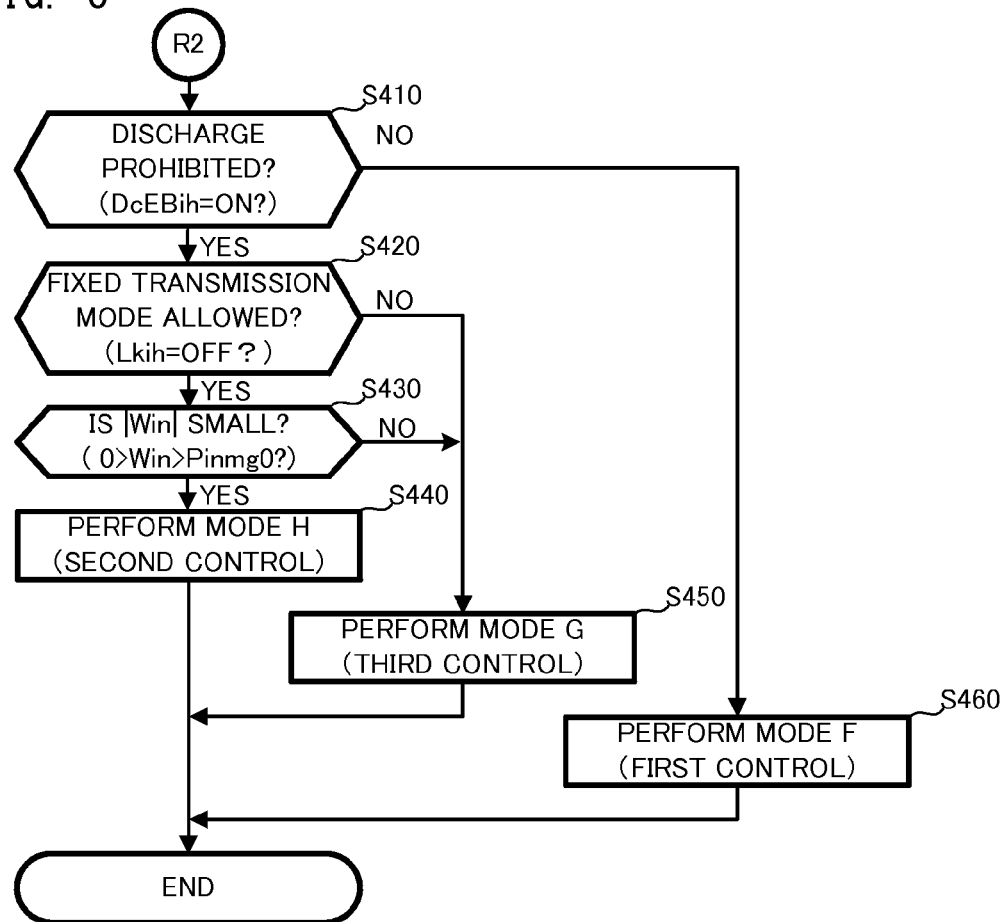 R2
S410
DISCHARGE
PROHIBITED?
(DcEBih=ON?)
NO
YES
S420
FIXED TRANSMISSION
MODE ALLOWED?
(Lkih=OFF?)
NO
YES
S430
IS |Win| SMALL?
( 0>Win>Pinmg0?)
NO
YES
S440
PERFORM MODE H
(SECOND CONTROL)
S450
PERFORM MODE G
(THIRD CONTROL)
S460
PERFORM MODE F
(FIRST CONTROL)
END